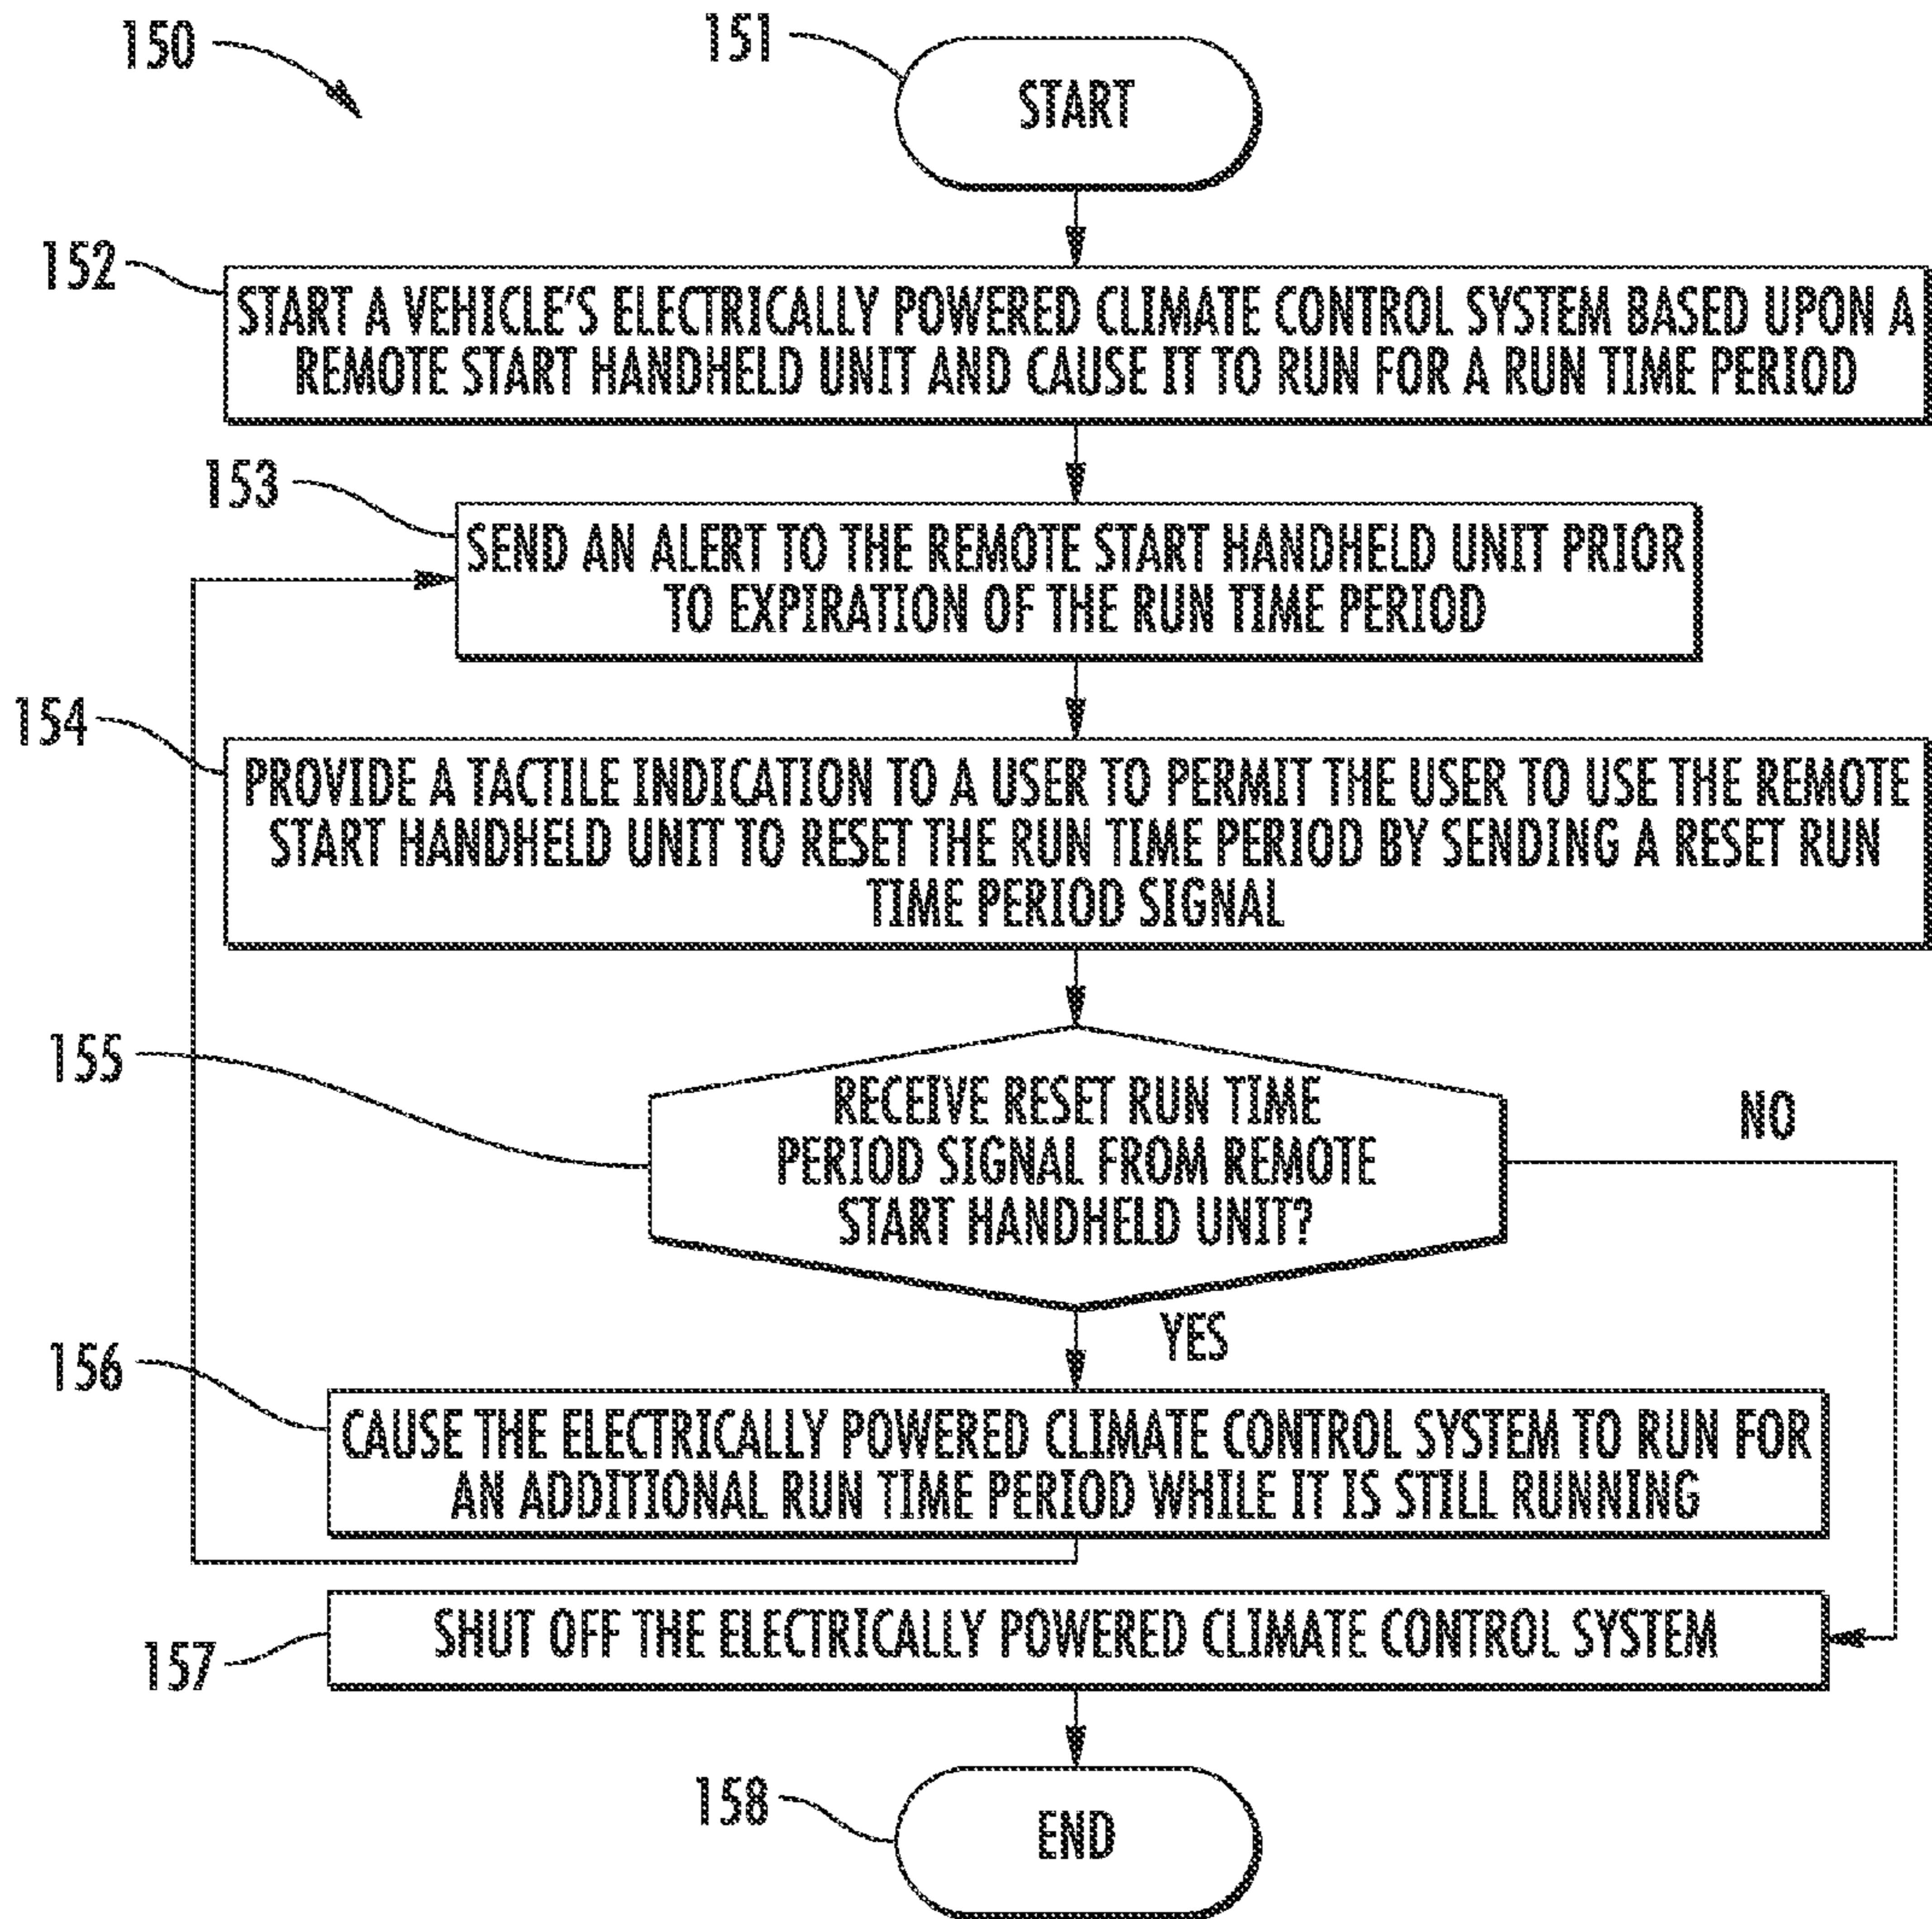 150
151
START
152
START A VEHICLE'S ELECTRICALLY POWERED CLIMATE CONTROL SYSTEM BASED UPON A
REMOTE START HANDHELD UNIT AND CAUSE IT TO RUN FOR A RUN TIME PERIOD
153
SEND AN ALERT TO THE REMOTE START HANDHELD UNIT PRIOR
TO EXPIRATION OF THE RUN TIME PERIOD
154
PROVIDE A TACTILE INDICATION TO A USER TO PERMIT THE USER TO USE THE REMOTE
START HANDHELD UNIT TO RESET THE RUN TIME PERIOD BY SENDING A RESET RUN
TIME PERIOD SIGNAL
155
RECEIVE RESET RUN TIME
PERIOD SIGNAL FROM REMOTE
START HANDHELD UNIT?
NO
YES
156
CAUSE THE ELECTRICALLY POWERED CLIMATE CONTROL SYSTEM TO RUN FOR
AN ADDITIONAL RUN TIME PERIOD WHILE IT IS STILL RUNNING
157
SHUT OFF THE ELECTRICALLY POWERED CLIMATE CONTROL SYSTEM
158
END